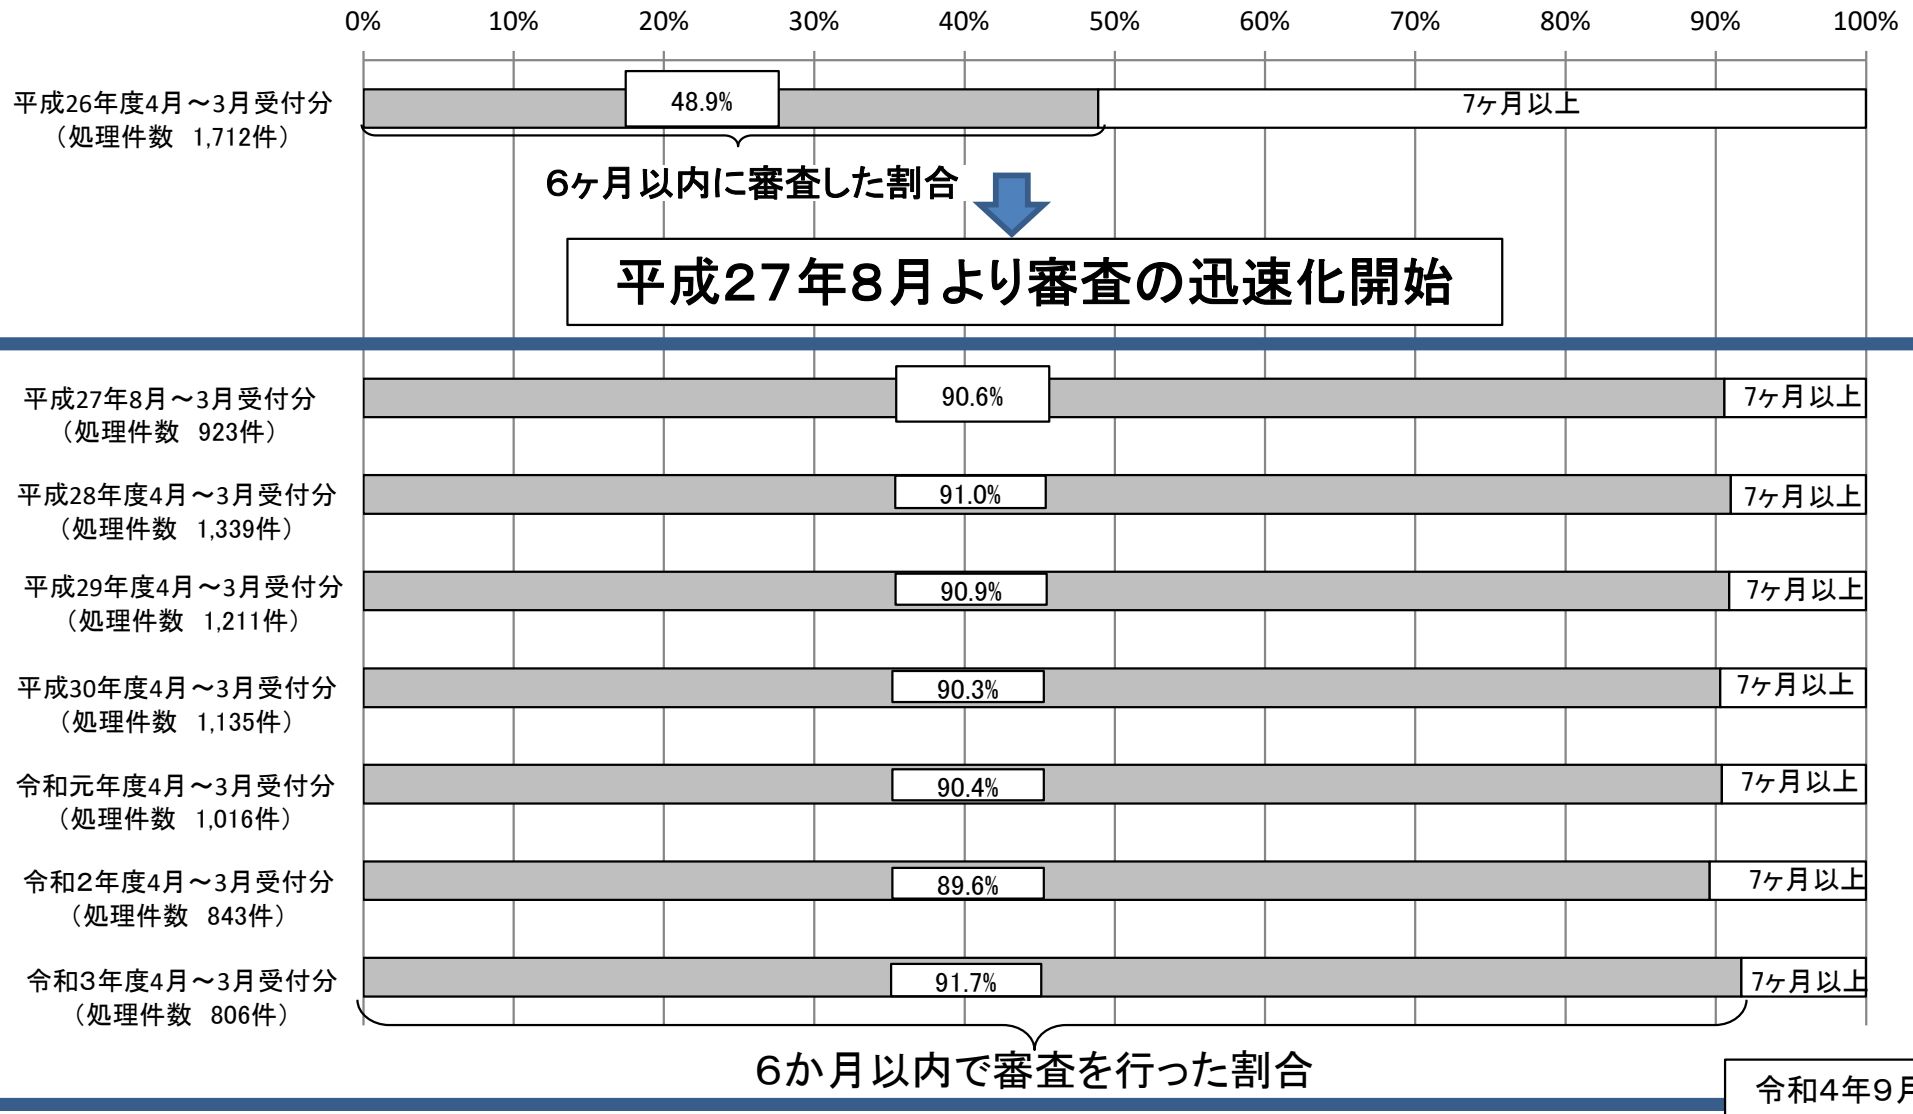 0% 10% 20% 30% 40% 50% 60% 70% 80% 90% 100%
平成26年度4月～3月受付分
（処理件数 1,712件）
48.9%
7ヶ月以上
6ヶ月以内に審査した割合
平成27年8月より審査の迅速化開始
平成27年8月～3月受付分
（処理件数 923件）
90.6%
7ヶ月以上
平成28年度4月～3月受付分
（処理件数 1,339件）
91.0%
7ヶ月以上
平成29年度4月～3月受付分
（処理件数 1,211件）
90.9%
7ヶ月以上
平成30年度4月～3月受付分
（処理件数 1,135件）
90.3%
7ヶ月以上
令和元年度4月～3月受付分
（処理件数 1,016件）
90.4%
7ヶ月以上
令和２年度4月～3月受付分
（処理件数 843件）
89.6%
7ヶ月以上
令和３年度4月～3月受付分
（処理件数 806件）
91.7%
7ヶ月以上
６か月以内で審査を行った割合
令和４年９月